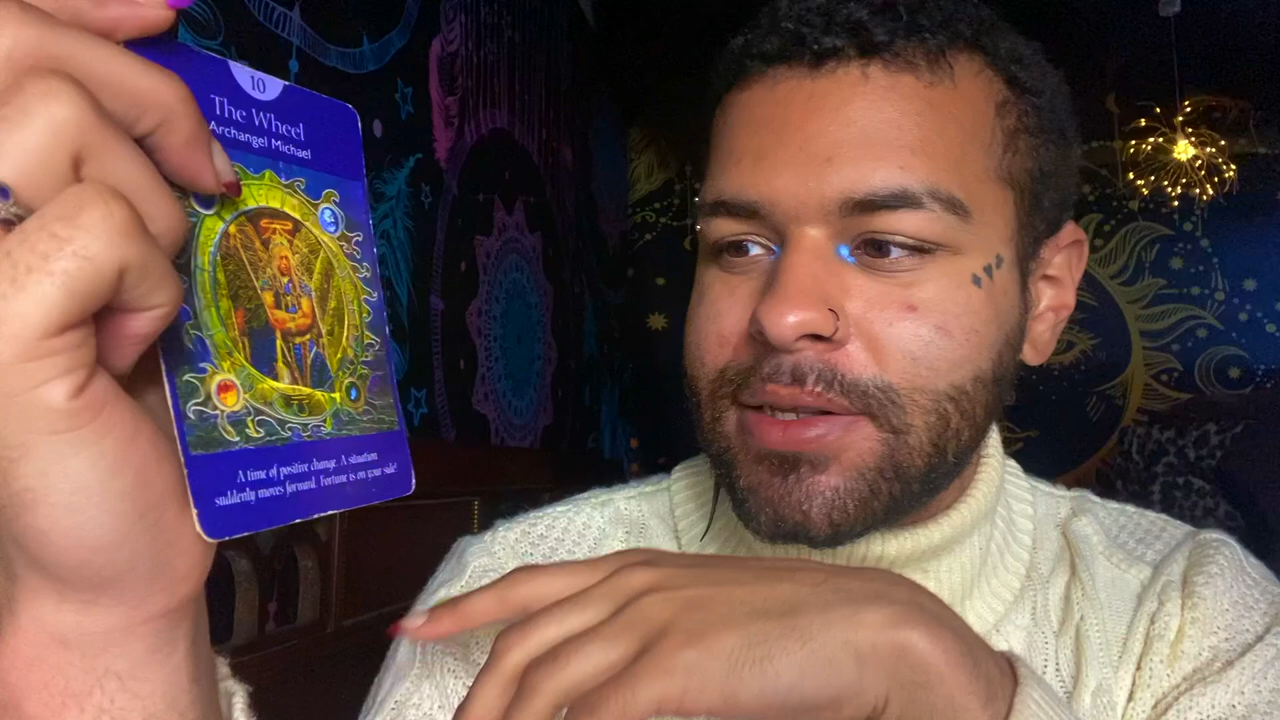 10
The Wheel
Archangel Michael
A time of positive change. A situation
suddenly moves forward. Fortune is on your side!